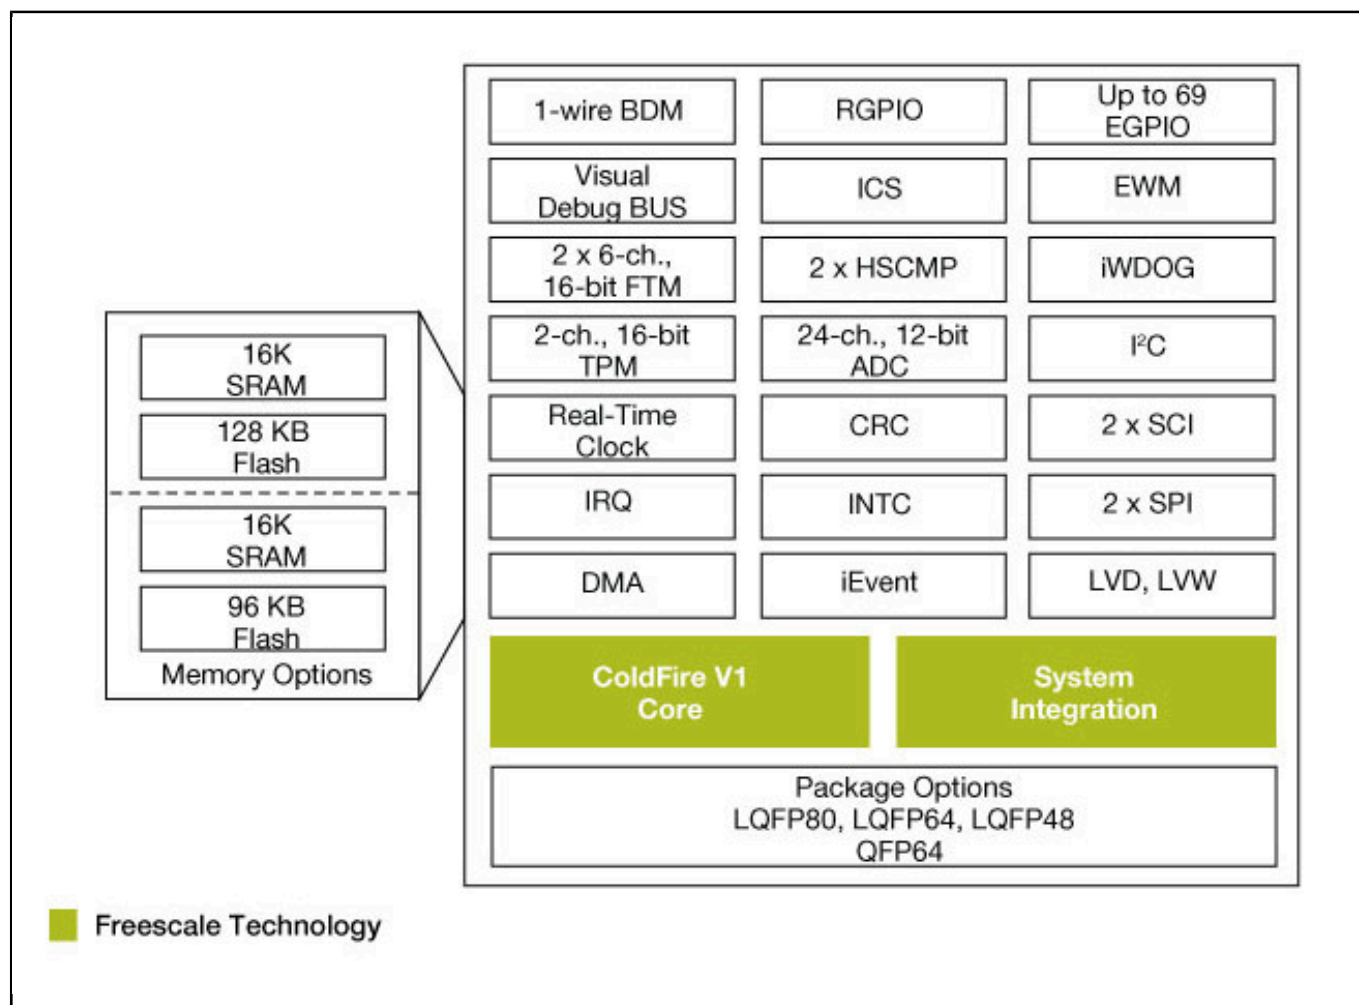 1-wire BDM
RGPIO
Up to 69
EGPIO
Visual
Debug BUS
ICS
EWM
2 x 6-ch.,
16-bit FTM
2 x HSCMP
iWDOG
2-ch., 16-bit
TPM
24-ch., 12-bit
ADC
I²C
Real-Time
Clock
CRC
2 x SCI
IRQ
INTC
2 x SPI
DMA
iEvent
LVD, LVW
16K
SRAM
128 KB
Flash
16K
SRAM
96 KB
Flash
Memory Options
ColdFire V1
Core
System
Integration
Package Options
LQFP80, LQFP64, LQFP48
QFP64
Freescale Technology